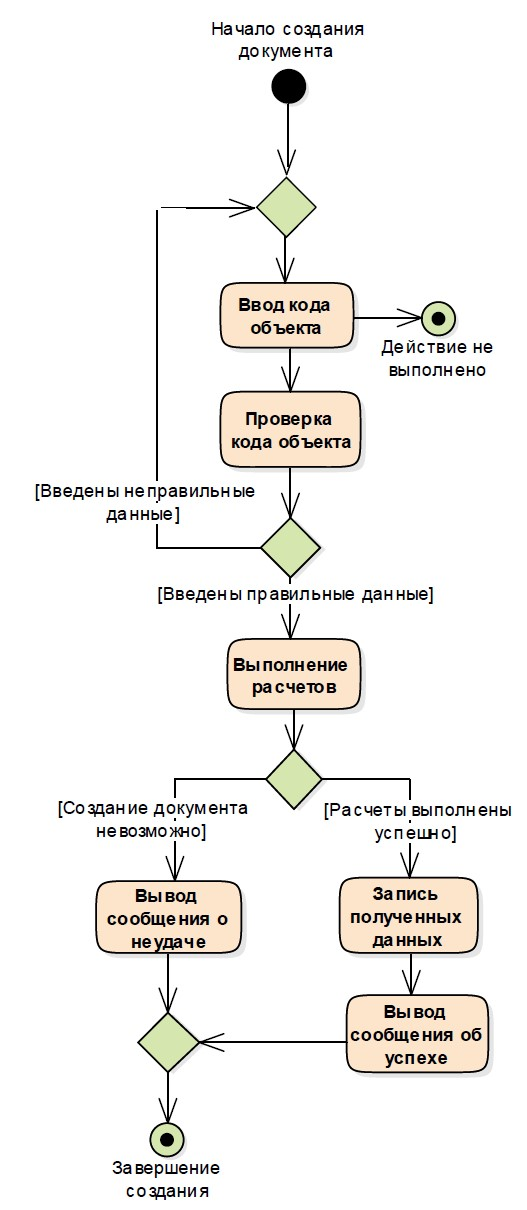 Начало создания
документа
Ввод кода
объекта
Действие не
выполнено
Проверка
кода объекта
[Введены неправильные
данные]
[Введены правильные данные]
Выполнение
расчетов
[Создание документа
невозможно]
[Расчеты выполнены
успешно]
Вывод
сообщения о
неудаче
Запись
полученных
данных
Вывод
сообщения об
успехе
Завершение
создания